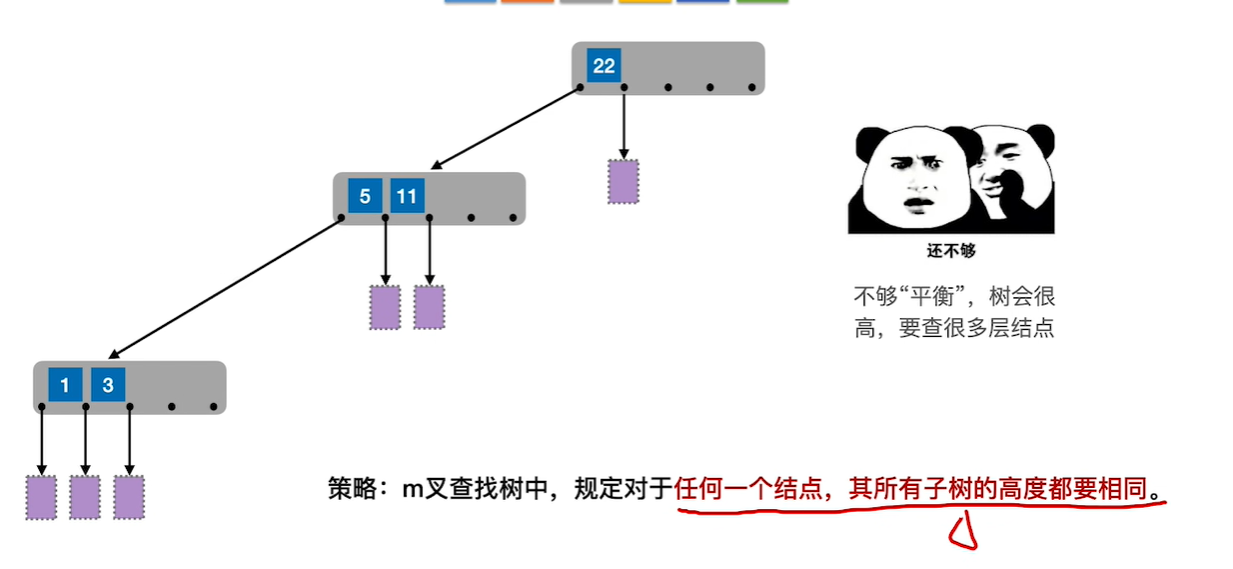 22
5 11
还不够
不够“平衡”，树会很
高，要查很多层结点
1 3
策略：m叉查找树中，规定对于任何一个结点，其所有子树的高度都要相同。